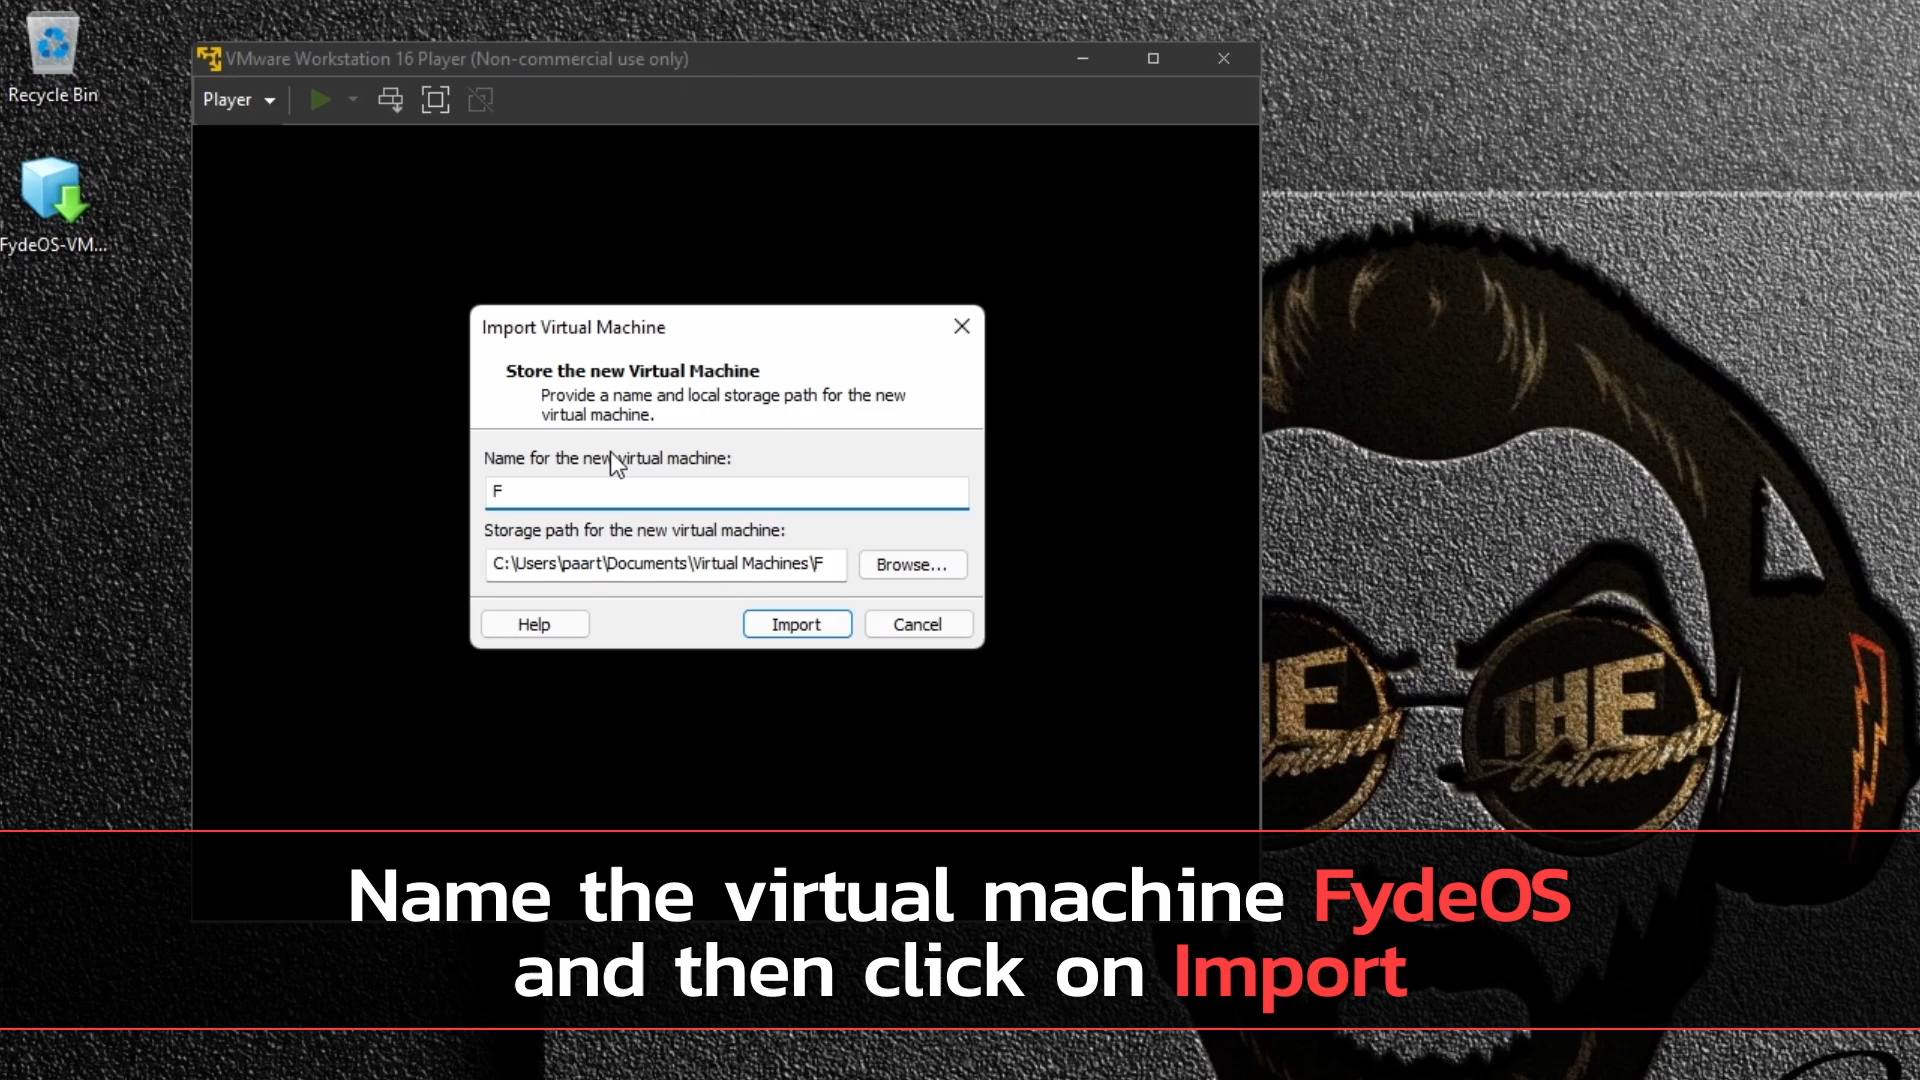 Recycle Bin
FydeOS-VM...
VMware Workstation 16 Player (Non-commercial use only)
Player
Import Virtual Machine
Store the new Virtual Machine
Provide a name and local storage path for the new
virtual machine.
Name for the new virtual machine:
F
Storage path for the new virtual machine:
C:\Users\paart\Documents\Virtual Machines\F
Browse...
Help
Import
Cancel
THE
Name the virtual machine FydeOS
and then click on Import